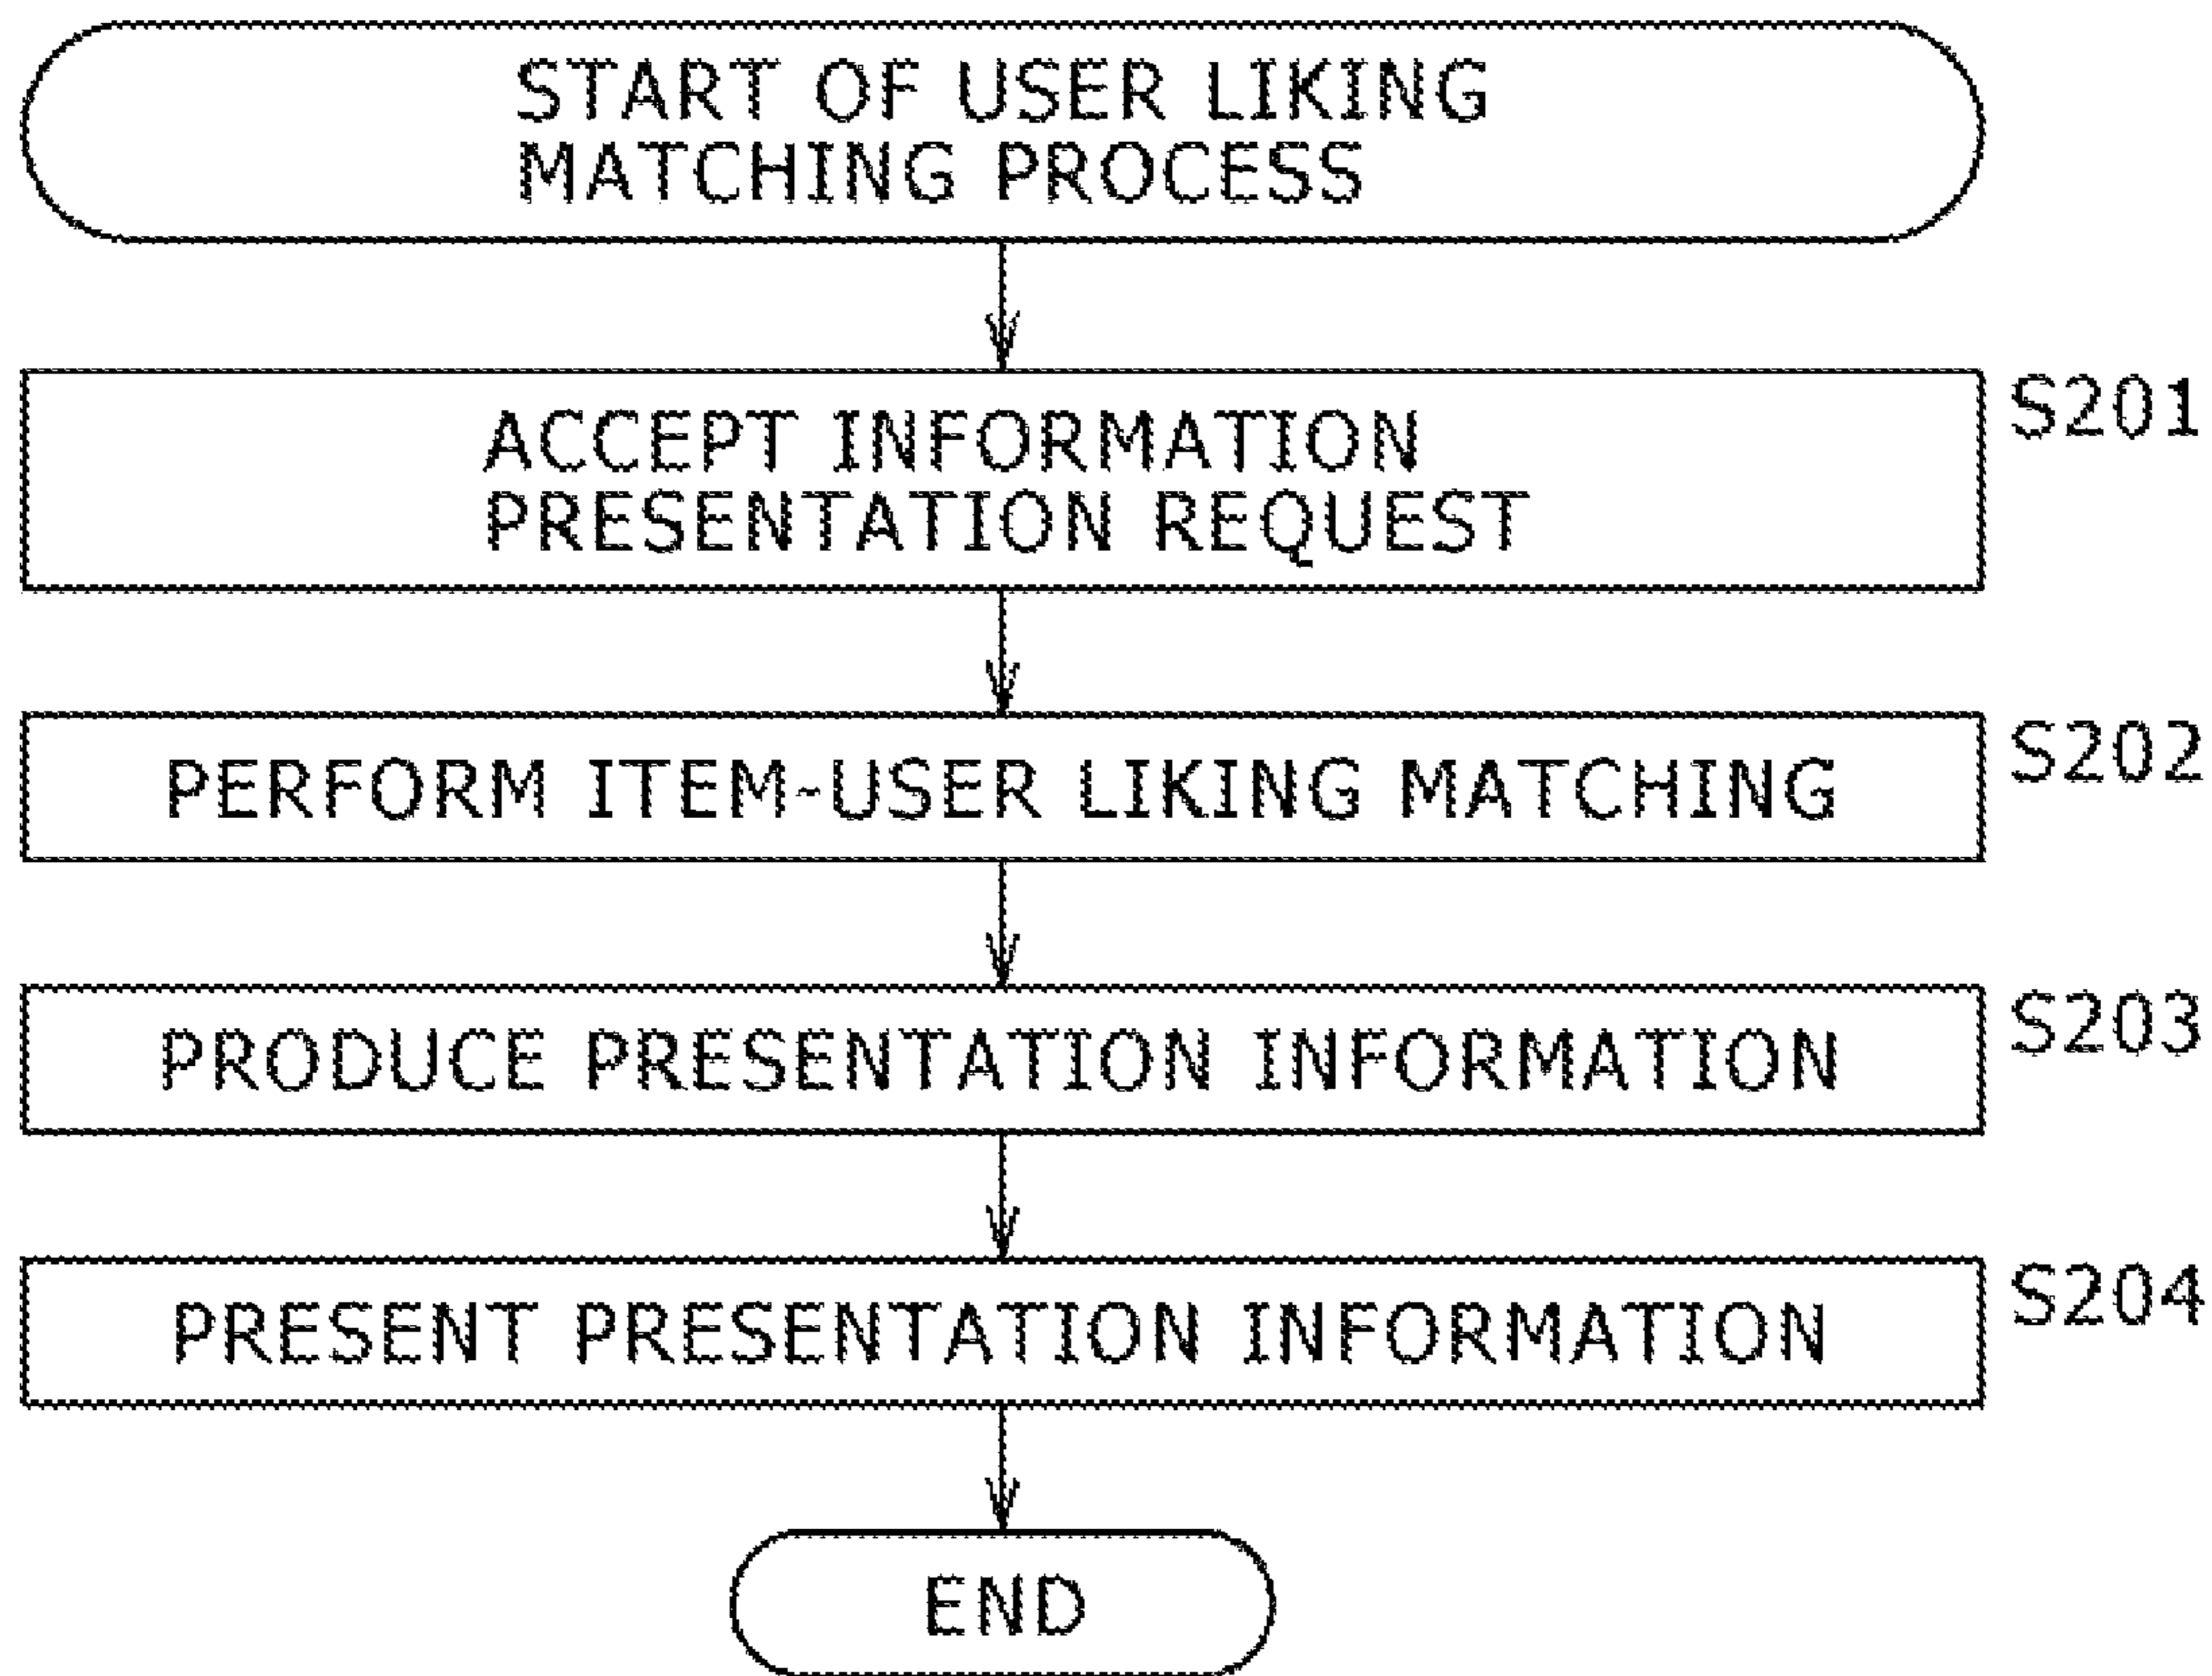 START OF USER LIKING
MATCHING PROCESS
ACCEPT INFORMATION
PRESENTATION REQUEST
S201
PERFORM ITEM-USER LIKING MATCHING
S202
PRODUCE PRESENTATION INFORMATION
S203
PRESENT PRESENTATION INFORMATION
S204
END